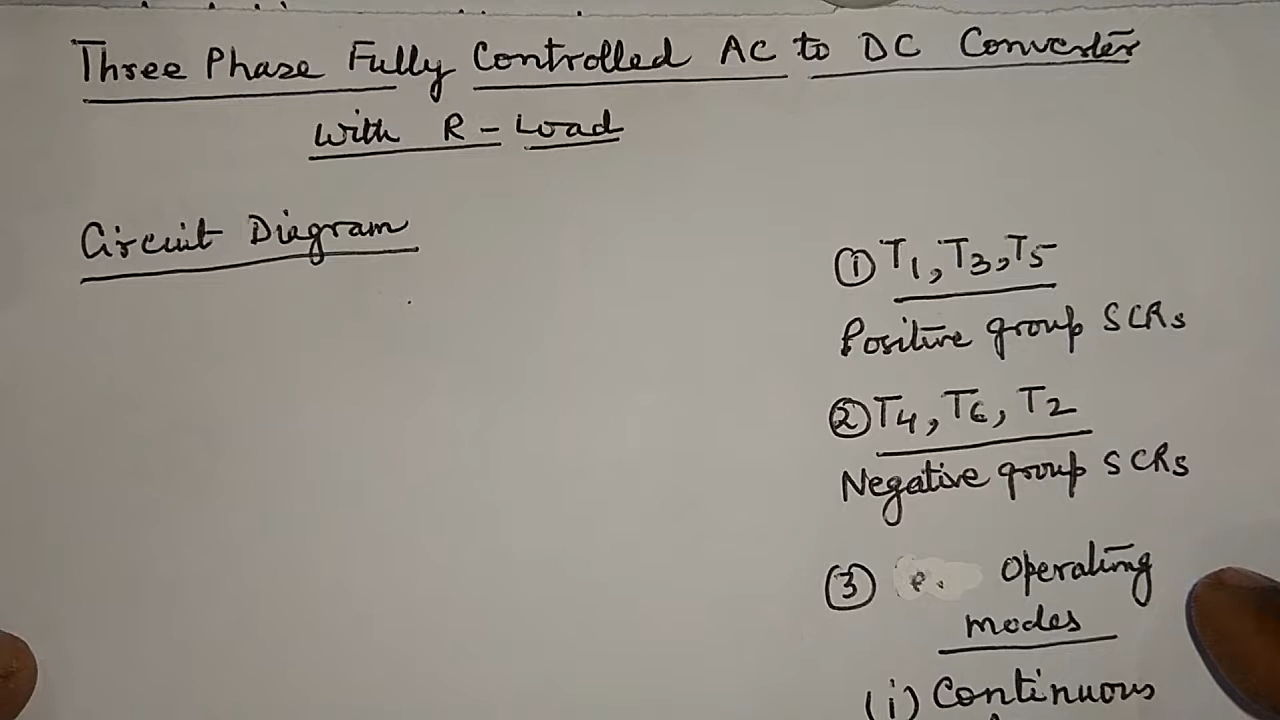 Three Phase Fully Controlled AC to DC Converter
with R-Load
Circuit Diagram
① T1, T3, T5
Positive group SCRs
② T4, T6, T2
Negative group SCRs
③ Operating
modes
(i) Continuous